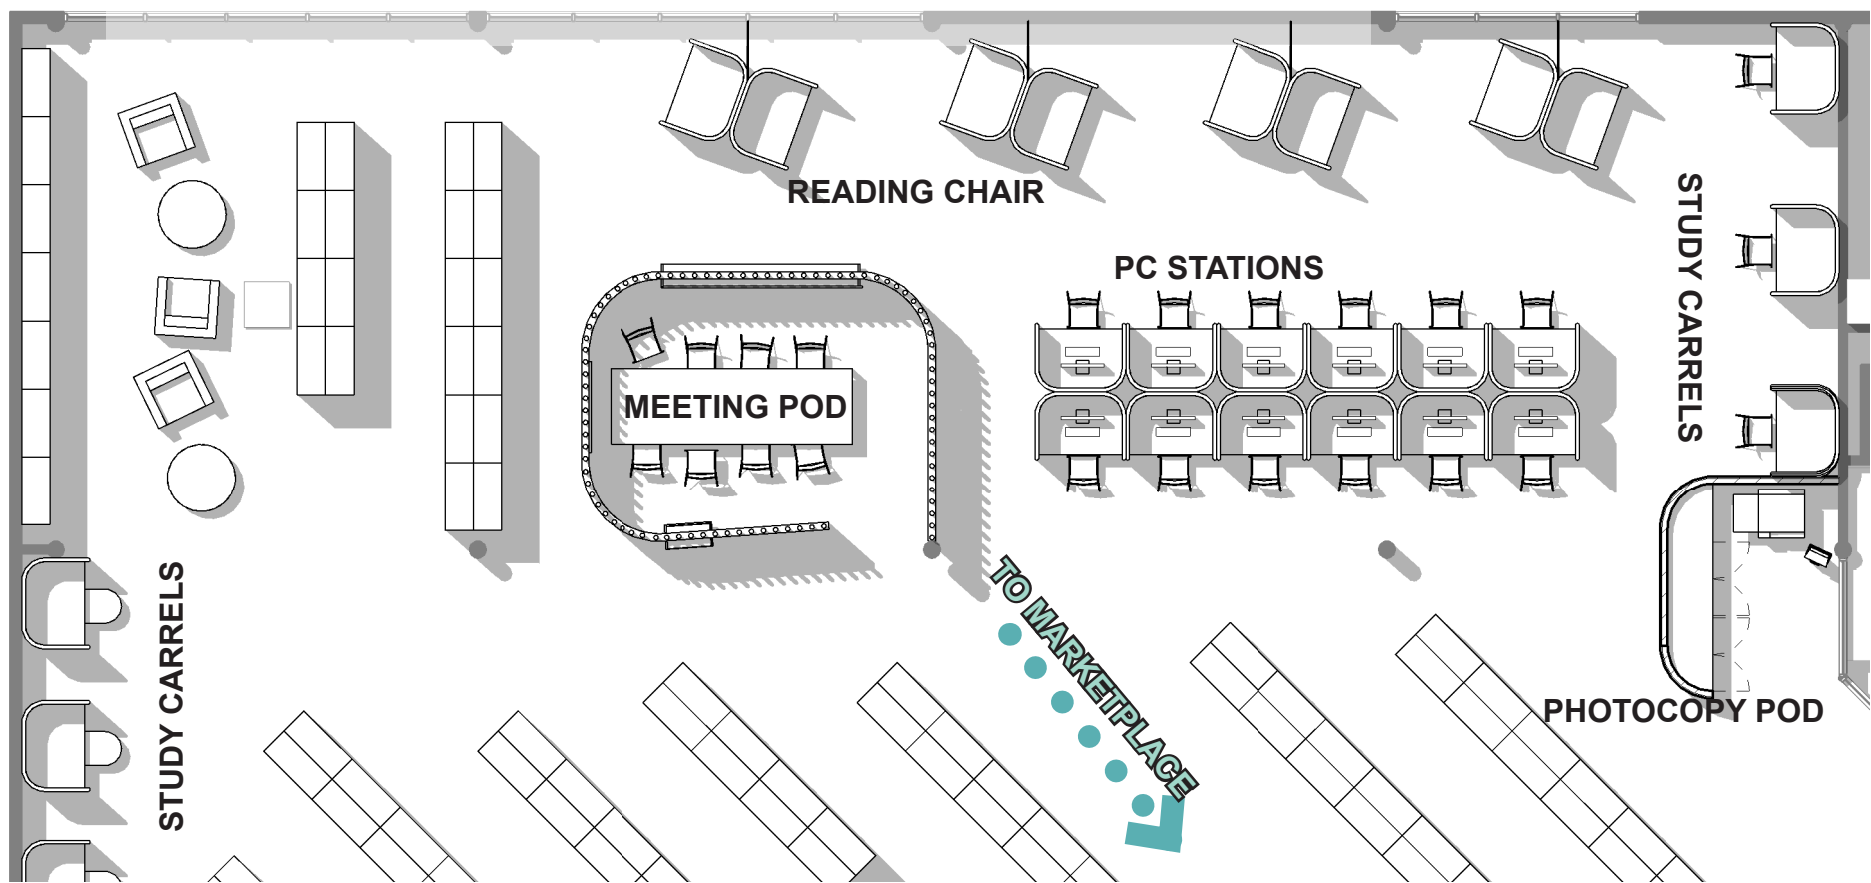 READING CHAIR
STUDY CARRELS
PC STATIONS
MEETING POD
TO MARKETPLACE
STUDY CARRELS
PHOTOCOPY POD